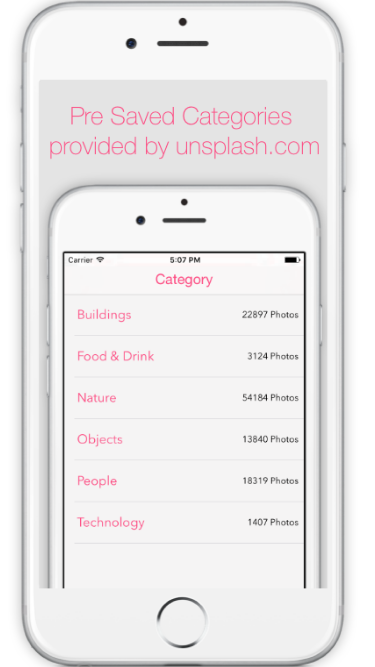 Pre Saved Categories
provided by unsplash.com
Carrier 5:07 PM
Category
Buildings 22897 Photos
Food & Drink 3124 Photos
Nature 54184 Photos
Objects 13840 Photos
People 18319 Photos
Technology 1407 Photos